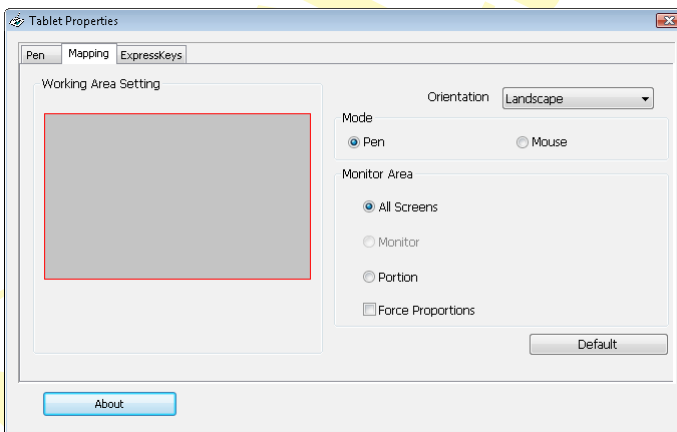 Tablet Properties
Pen Mapping ExpressKeys
Working Area Setting
Orientation Landscape
Mode
Pen Mouse
Monitor Area
All Screens
Monitor
Portion
Force Proportions
Default
About